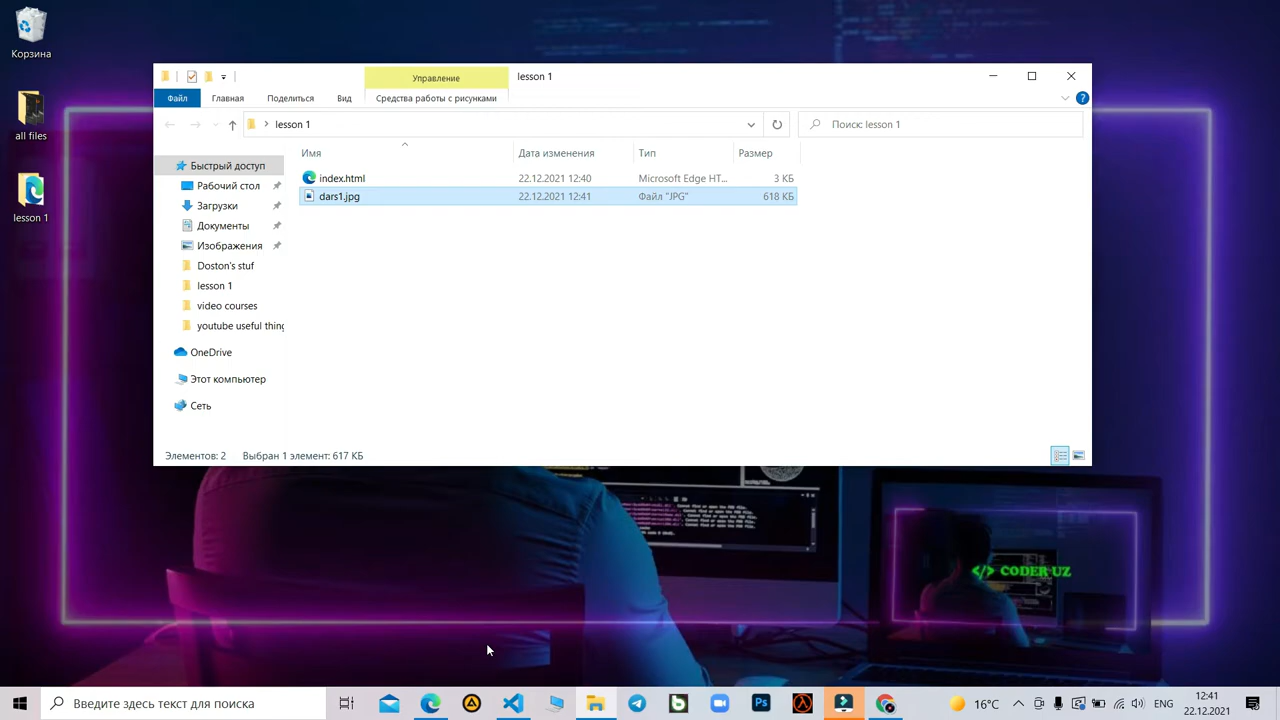 Корзина
all files
lesson 1
Управление
lesson 1
Файл
Главная
Поделиться
Вид
Средства работы с рисунками
lesson 1
Поиск: lesson 1
Имя
Дата изменения
Тип
Размер
index.html
22.12.2021 12:40
Microsoft Edge HT...
3 КБ
dars1.jpg
22.12.2021 12:41
Файл "JPG"
618 КБ
Быстрый доступ
Рабочий стол
Загрузки
Документы
Изображения
Doston's stuf
lesson 1
video courses
youtube useful thing
OneDrive
Этот компьютер
Сеть
Элементов: 2
Выбран 1 элемент: 617 КБ
</> CODER UZ
Введите здесь текст для поиска
16°C
ENG
12:41
22.12.2021